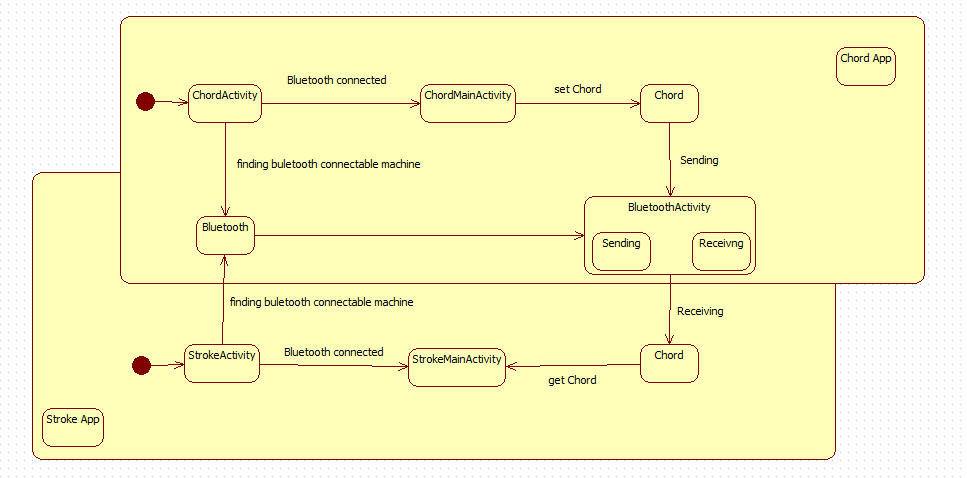 Chord App
Bluetooth connected
ChordActivity
ChordMainActivity
set Chord
Chord
finding buletooth connectable machine
Sending
Bluetooth
BluetoothActivity
Sending
Receivng
finding buletooth connectable machine
Receiving
StrokeActivity
Bluetooth connected
StrokeMainActivity
get Chord
Chord
Stroke App